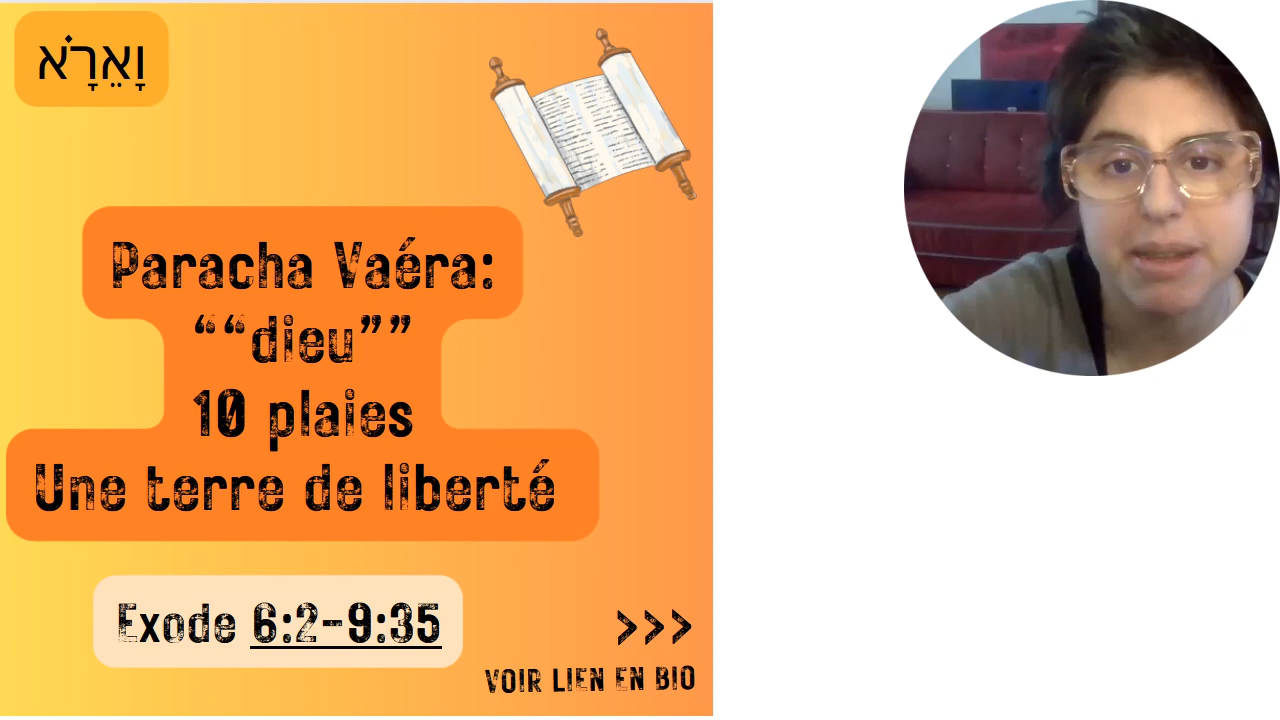 וָאֵרָֹא
Paracha Vaéra:
““dieu””
10 plaies
Une terre de liberté
Exode 6:2-9:35
>>>
VOIR LIEN EN BIO